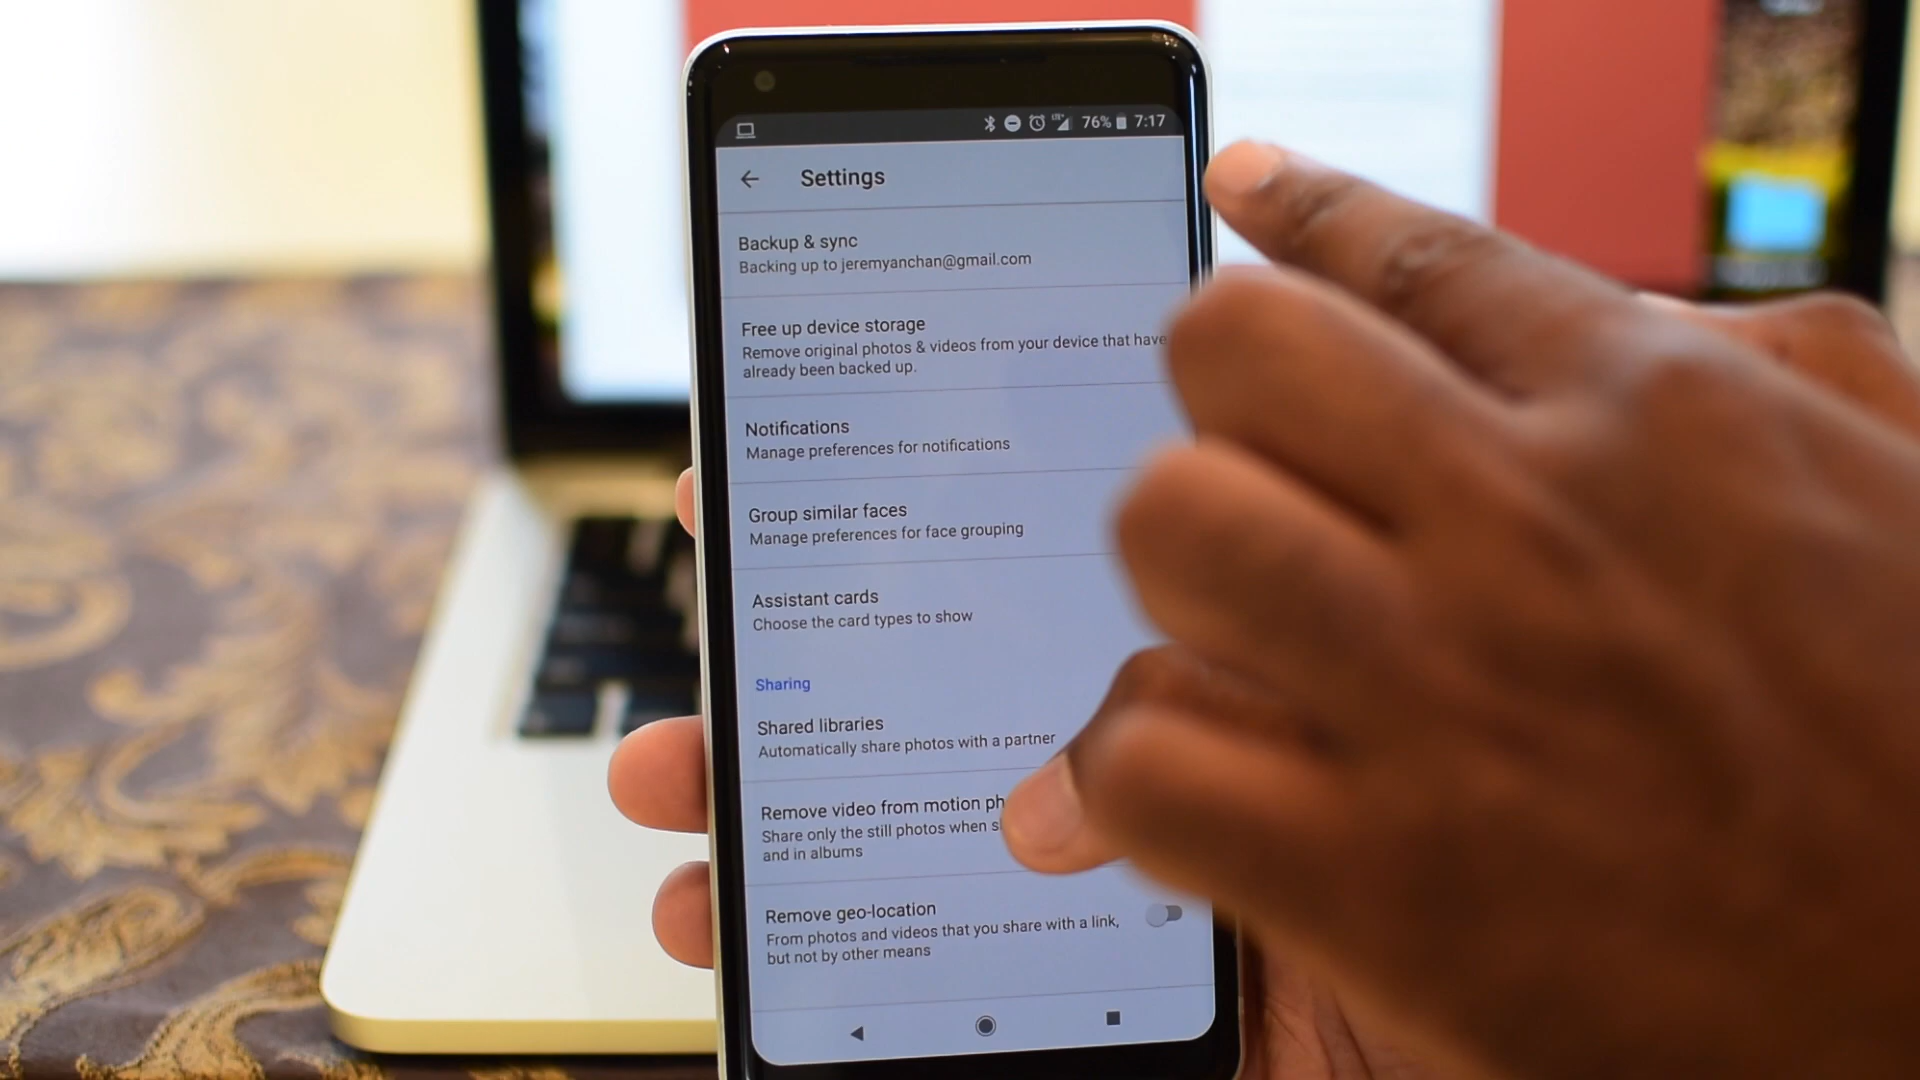 LTE+ 76% 7:17
Settings
Backup & sync
Backing up to jeremyanchan@gmail.com
Free up device storage
Remove original photos & videos from your device that have
already been backed up.
Notifications
Manage preferences for notifications
Group similar faces
Manage preferences for face grouping
Assistant cards
Choose the card types to show
Sharing
Shared libraries
Automatically share photos with a partner
Remove video from motion
Share only the still photos when
and in albums
Remove geo-location
From photos and videos that you share with a link,
but not by other means